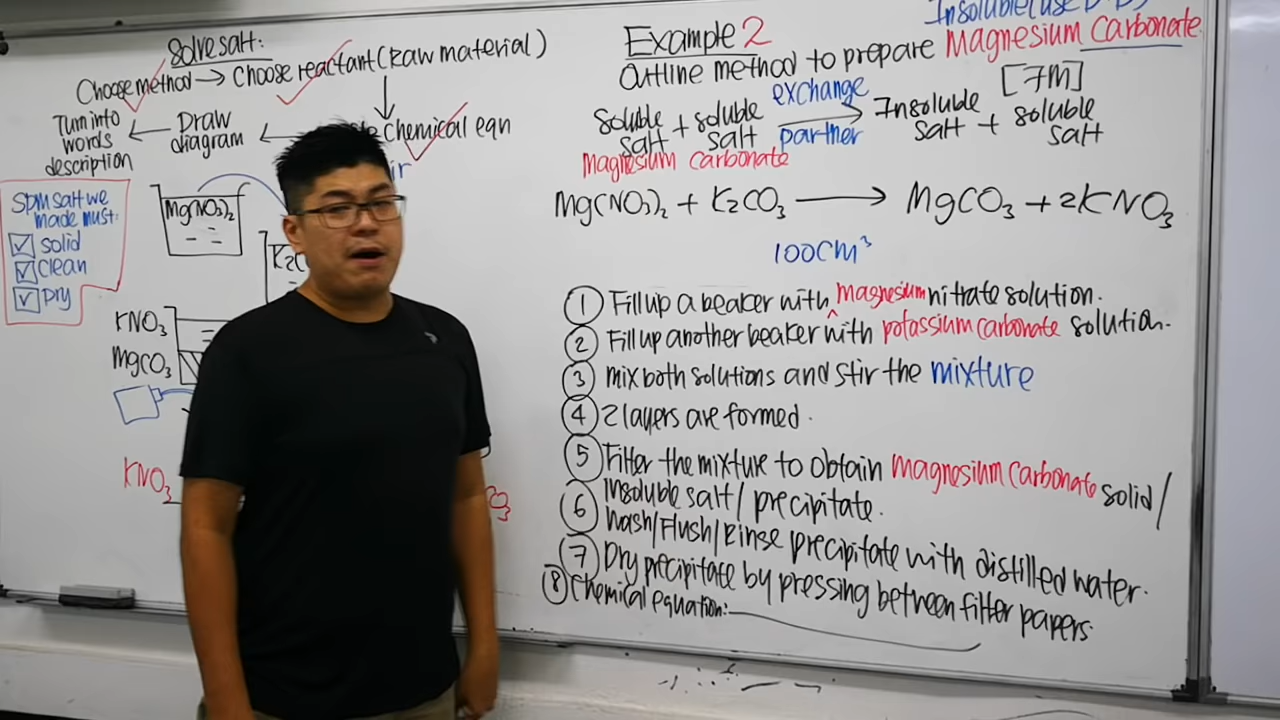 Solve salt:
Choose method → Choose reactant (Raw material)
Chemical eqn
Draw diagram
Turn into words description
SPM salt we
made must:
☑ solid
☑ clean
☑ Dry
Mg(NO3)2
KNO3
MgCO3
KNO3
Example 2
Outline method to prepare Magnesium Carbonate
[7M]
Soluble salt + soluble salt exchange partner → Insoluble salt + soluble salt
Magnesium carbonate
Mg(NO3)2 + K2CO3 → MgCO3 + 2KNO3
100cm³
① Fill up a beaker with magnesium nitrate solution.
② Fill up another beaker with potassium carbonate solution.
③ mix both solutions and stir the mixture
④ 2 layers are formed.
⑤ Filter the mixture to obtain magnesium carbonate solid/
insoluble salt/precipitate.
⑥ Wash/Flush/Rinse precipitate with distilled water.
⑦ Dry precipitate by pressing between filter papers
⑧ Chemical equation: